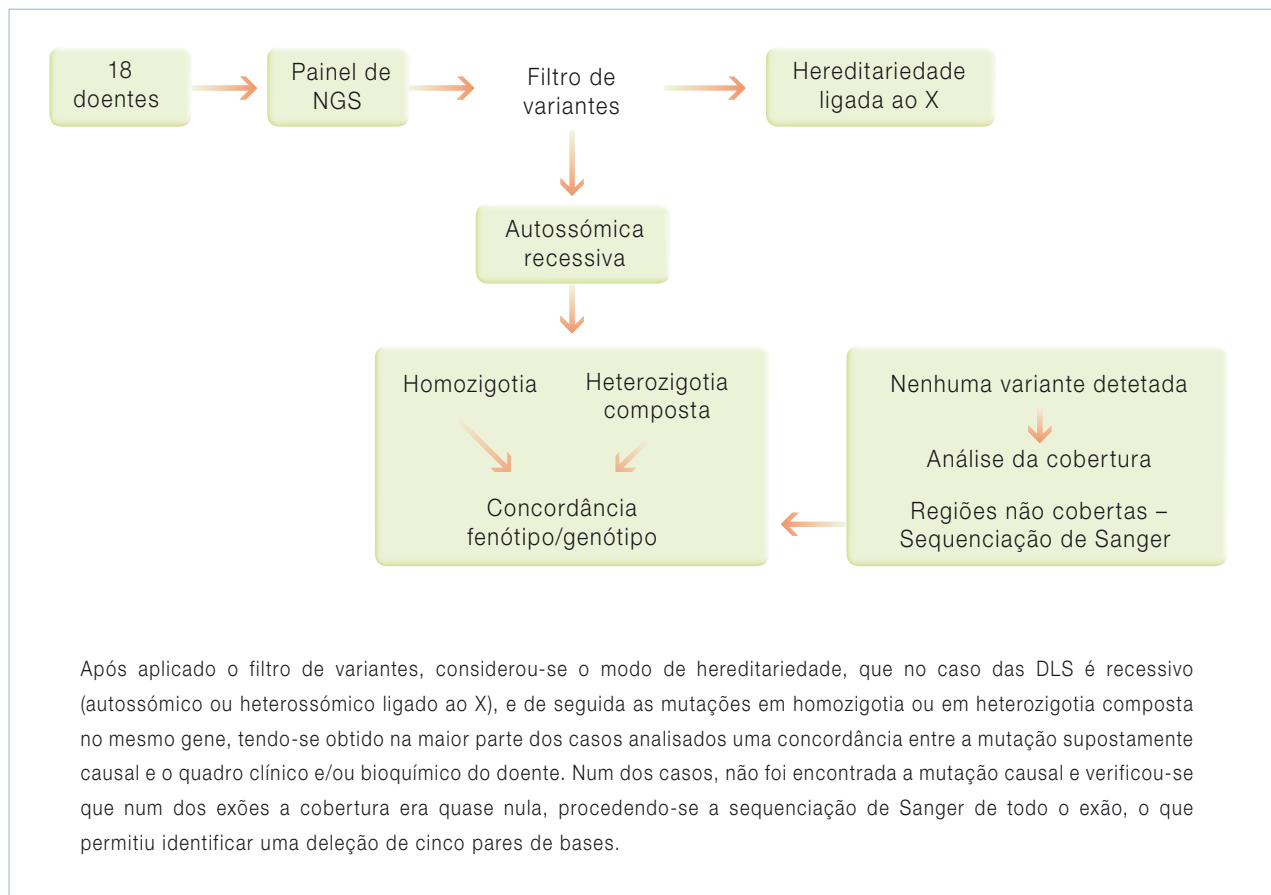 18
doentes
Painel de
NGS
Filtro de
variantes
Hereditariedade
ligada ao X
Autossómica
recessiva
Homozigotia
Heterozigotia
composta
Concordância
fenótipo/genótipo
Nenhuma variante detetada
Análise da cobertura
Regiões não cobertas –
Sequenciação de Sanger
Após aplicado o filtro de variantes, considerou-se o modo de hereditariedade, que no caso das DLS é recessivo
(autossómico ou heterossómico ligado ao X), e de seguida as mutações em homozigotia ou em heterozigotia composta
no mesmo gene, tendo-se obtido na maior parte dos casos analisados uma concordância entre a mutação supostamente
causal e o quadro clínico e/ou bioquímico do doente. Num dos casos, não foi encontrada a mutação causal e verificou-se
que num dos exões a cobertura era quase nula, procedendo-se a sequenciação de Sanger de todo o exão, o que
permitiu identificar uma deleção de cinco pares de bases.